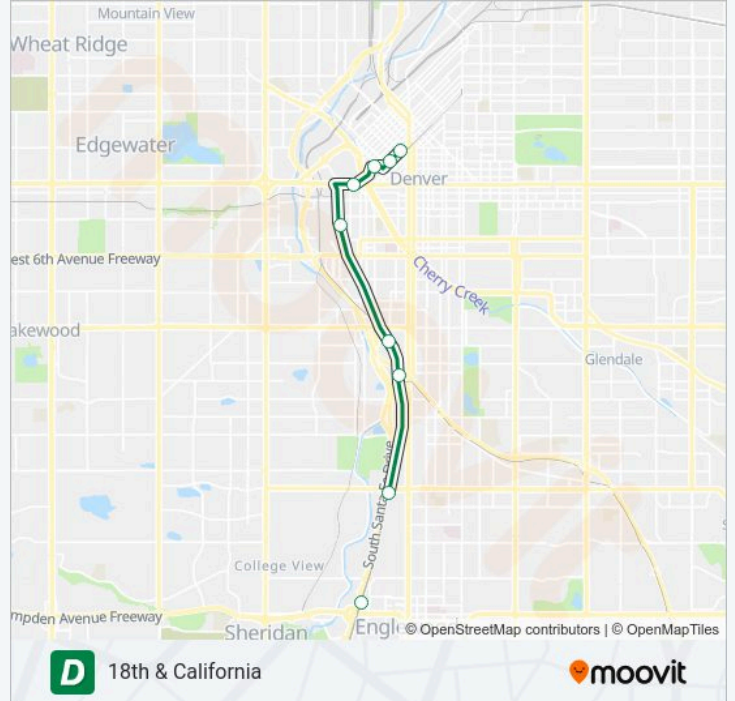 Mountain View
Wheat Ridge
Edgewater
Denver
est 6th Avenue Freeway
Cherry Creek
akewood
Glendale
South Santa Fe Drive
College View
mpden Avenue Freeway
Sheridan
Engle
© OpenStreetMap contributors | © OpenMapTiles
D 18th & California
moovit